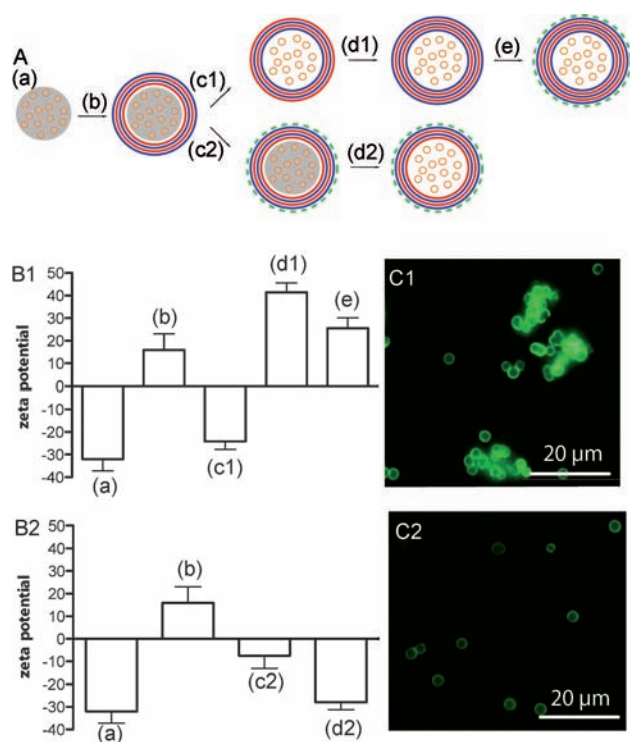 A
(a)
(b)
(c1)
(c2)
(d1)
(d2)
(e)
B1
zeta potential
50
40
30
20
10
0
-10
-20
-30
-40
(a)
(b)
(c1)
(d1)
(e)
C1
20 µm
B2
zeta potential
50
40
30
20
10
0
-10
-20
-30
-40
(a)
(b)
(c2)
(d2)
C2
20 µm